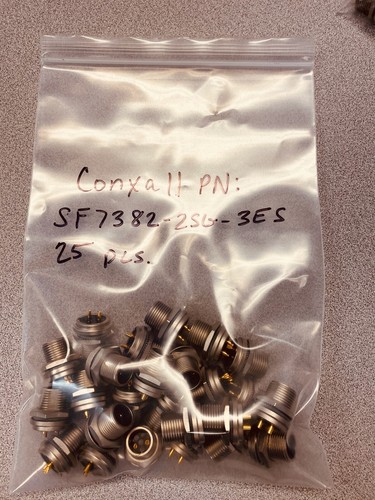 Conxall PN:
SF7382-2SG-3ES
25 pcs.